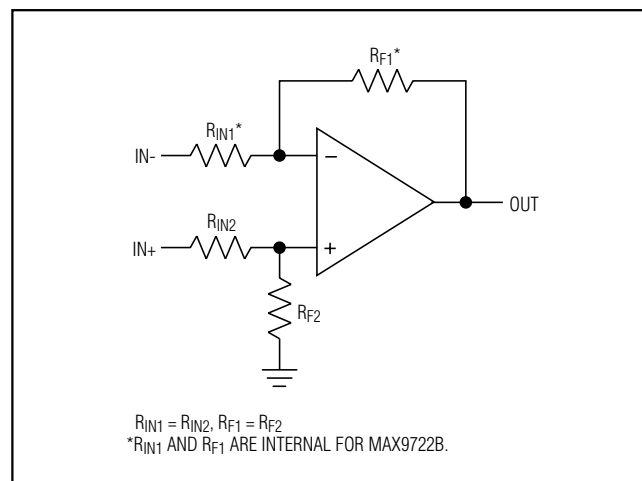 RF1*
RIN1*
IN-
−
OUT
RIN2
IN+
+
RF2
RIN1 = RIN2, RF1 = RF2
*RIN1 AND RF1 ARE INTERNAL FOR MAX9722B.